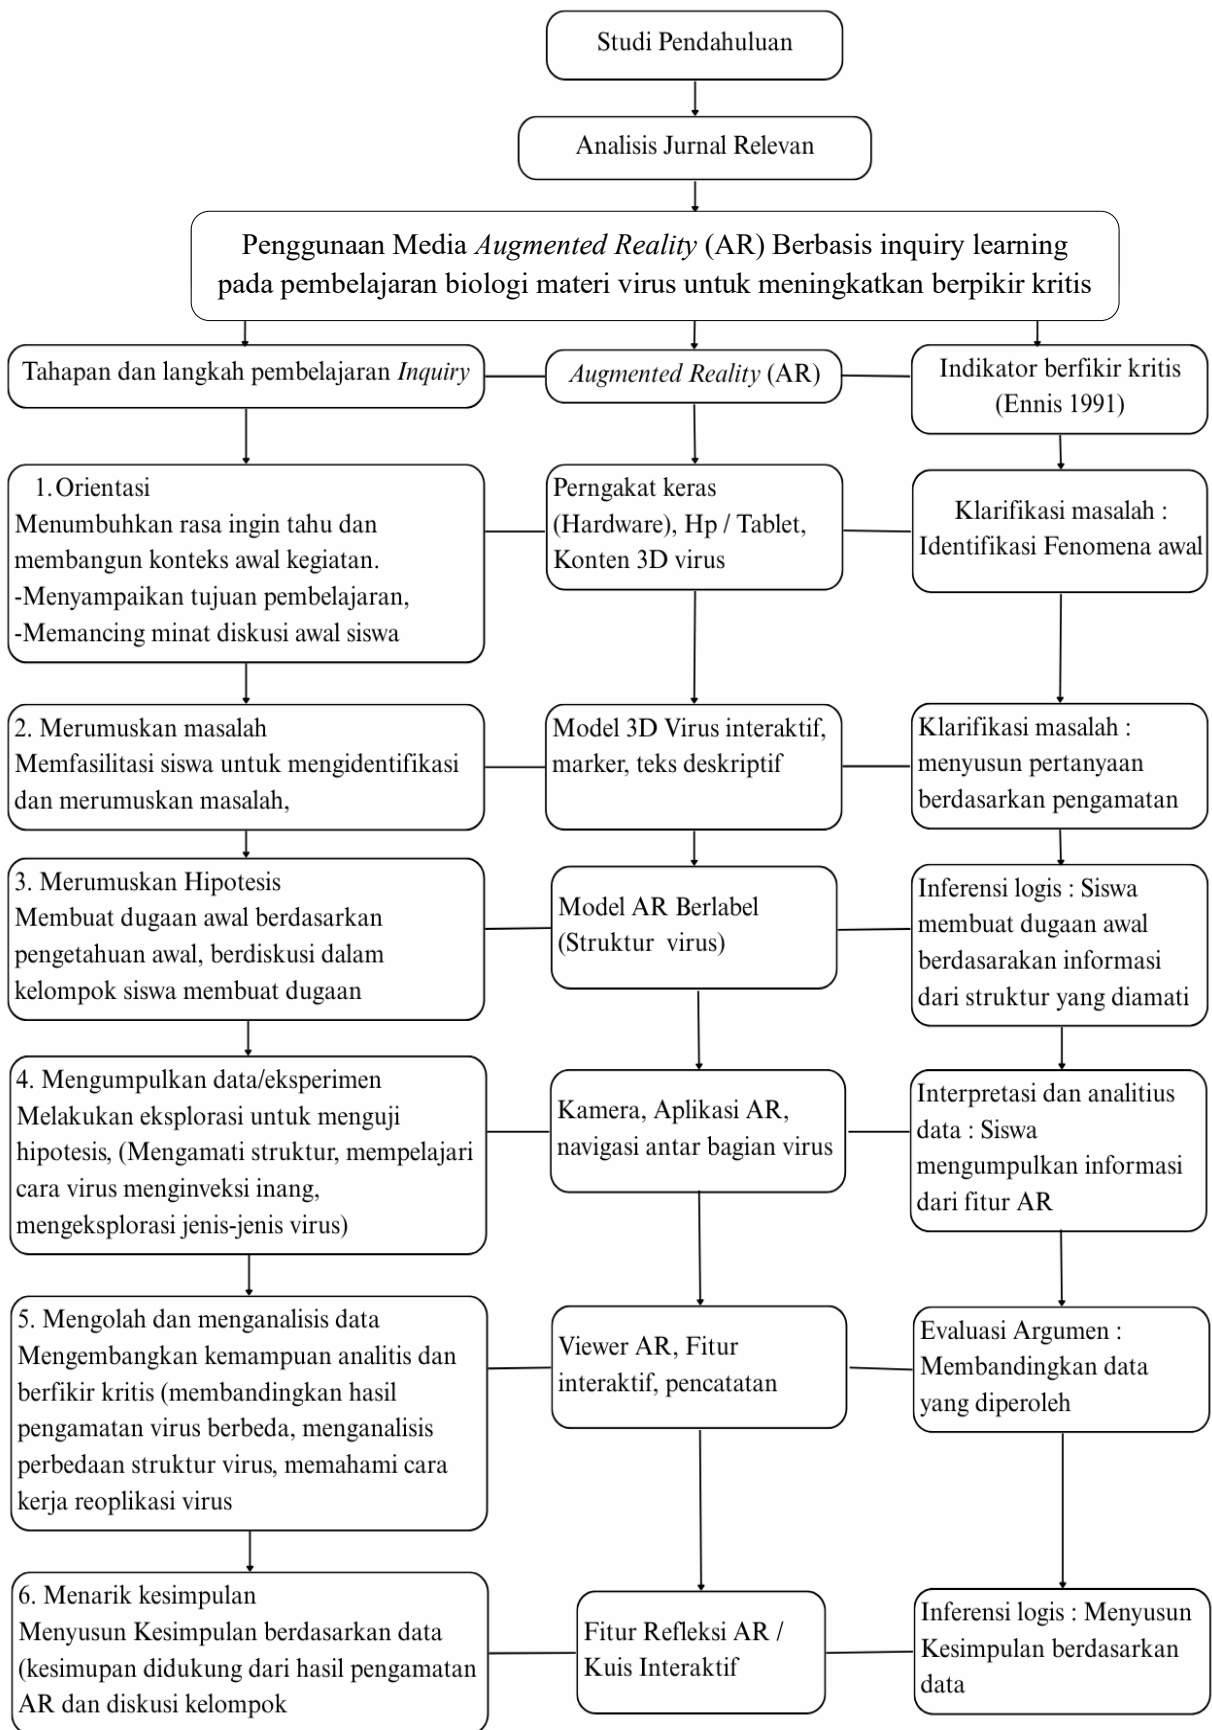 Studi Pendahuluan
Analisis Jurnal Relevan
Penggunaan Media Augmented Reality (AR) Berbasis inquiry learning
pada pembelajaran biologi materi virus untuk meningkatkan berpikir kritis
Tahapan dan langkah pembelajaran Inquiry
Augmented Reality (AR)
Indikator berfikir kritis
(Ennis 1991)
1. Orientasi
Menumbuhkan rasa ingin tahu dan
membangun konteks awal kegiatan.
-Menyampaikan tujuan pembelajaran,
-Memancing minat diskusi awal siswa
Perngakat keras
(Hardware), Hp / Tablet,
Konten 3D virus
Klarifikasi masalah :
Identifikasi Fenomena awal
2. Merumuskan masalah
Memfasilitasi siswa untuk mengidentifikasi
dan merumuskan masalah,
Model 3D Virus interaktif,
marker, teks deskriptif
Klarifikasi masalah :
menyusun pertanyaan
berdasarkan pengamatan
3. Merumuskan Hipotesis
Membuat dugaan awal berdasarkan
pengetahuan awal, berdiskusi dalam
kelompok siswa membuat dugaan
Model AR Berlabel
(Struktur virus)
Inferensi logis : Siswa
membuat dugaan awal
berdasarakan informasi
dari struktur yang diamati
4. Mengumpulkan data/eksperimen
Melakukan eksplorasi untuk menguji
hipotesis, (Mengamati struktur, mempelajari
cara virus menginveksi inang,
mengeksplorasi jenis-jenis virus)
Kamera, Aplikasi AR,
navigasi antar bagian virus
Interpretasi dan analitius
data : Siswa
mengumpulkan informasi
dari fitur AR
5. Mengolah dan menganalisis data
Mengembangkan kemampuan analitis dan
berfikir kritis (membandingkan hasil
pengamatan virus berbeda, menganalisis
perbedaan struktur virus, memahami cara
kerja reoplikasi virus
Viewer AR, Fitur
interaktif, pencatatan
Evaluasi Argumen :
Membandingkan data
yang diperoleh
6. Menarik kesimpulan
Menyusun Kesimpulan berdasarkan data
(kesimupan didukung dari hasil pengamatan
AR dan diskusi kelompok
Fitur Refleksi AR /
Kuis Interaktif
Inferensi logis : Menyusun
Kesimpulan berdasarkan
data